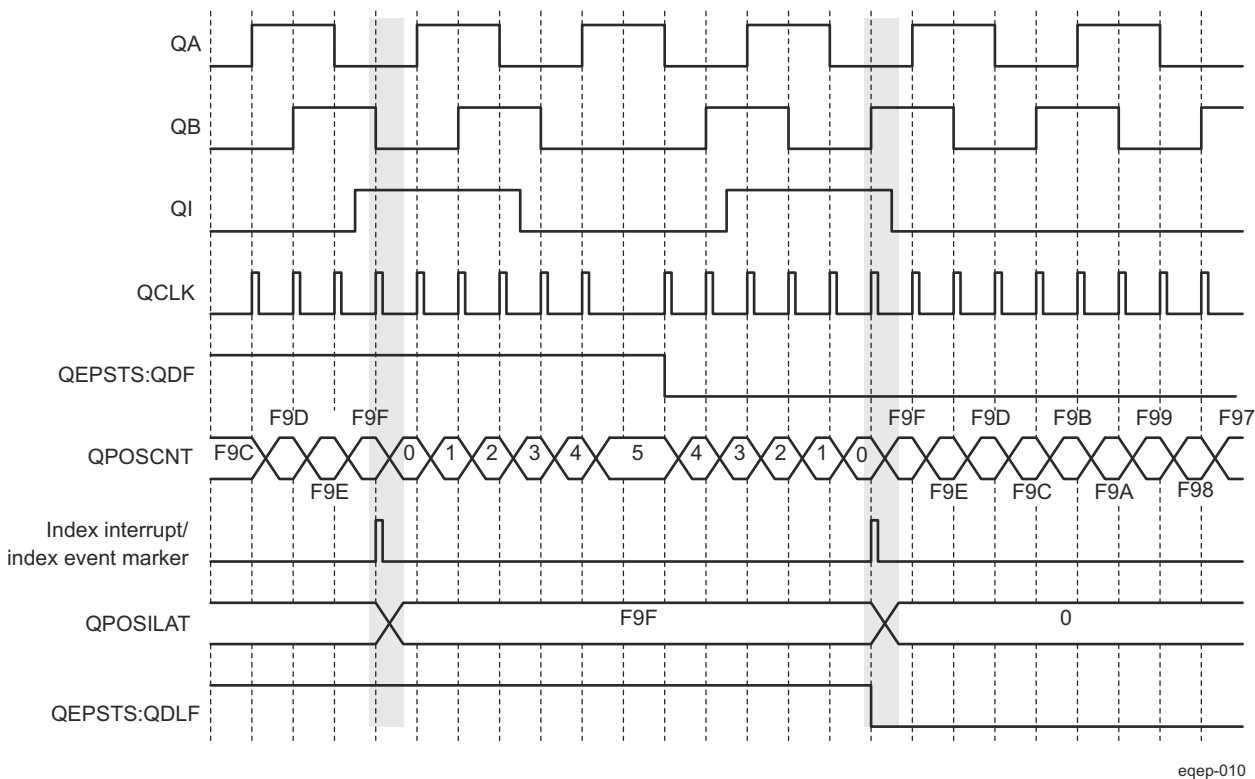 QA
QB
QI
QCLK
QEPSTS:QDF
F9D F9F F9F F9D F9B F99 F97
QPOSCNT F9C 0 1 2 3 4 5 4 3 2 1 0
F9E F9E F9C F9A F98
Index interrupt/
index event marker
QPOSILAT F9F 0
QEPSTS:QDLF
eqep-010